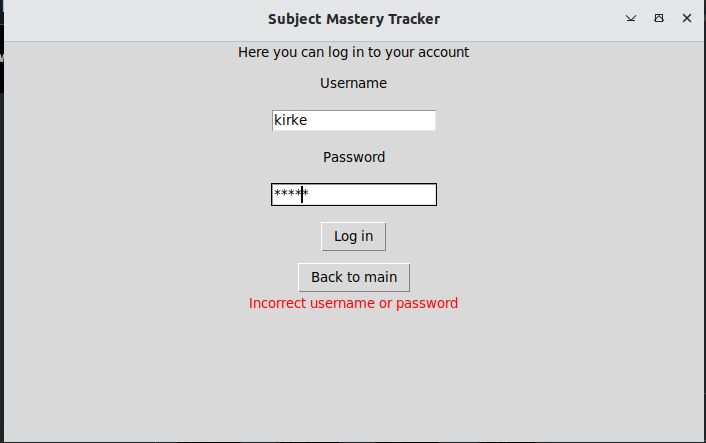 Subject Mastery Tracker
Here you can log in to your account
Username
kirke
Password
*****
Log in
Back to main
Incorrect username or password